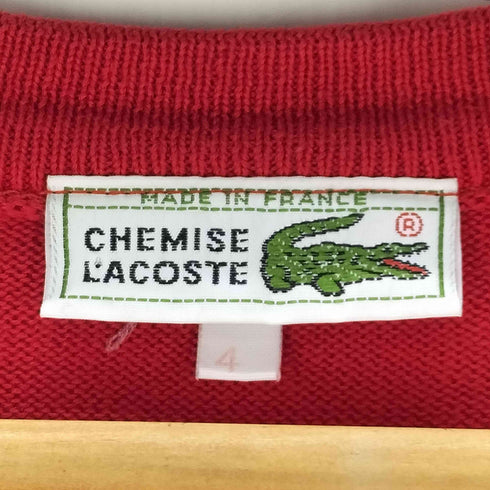 MADE IN FRANCE
CHEMISE
LACOSTE
®
4